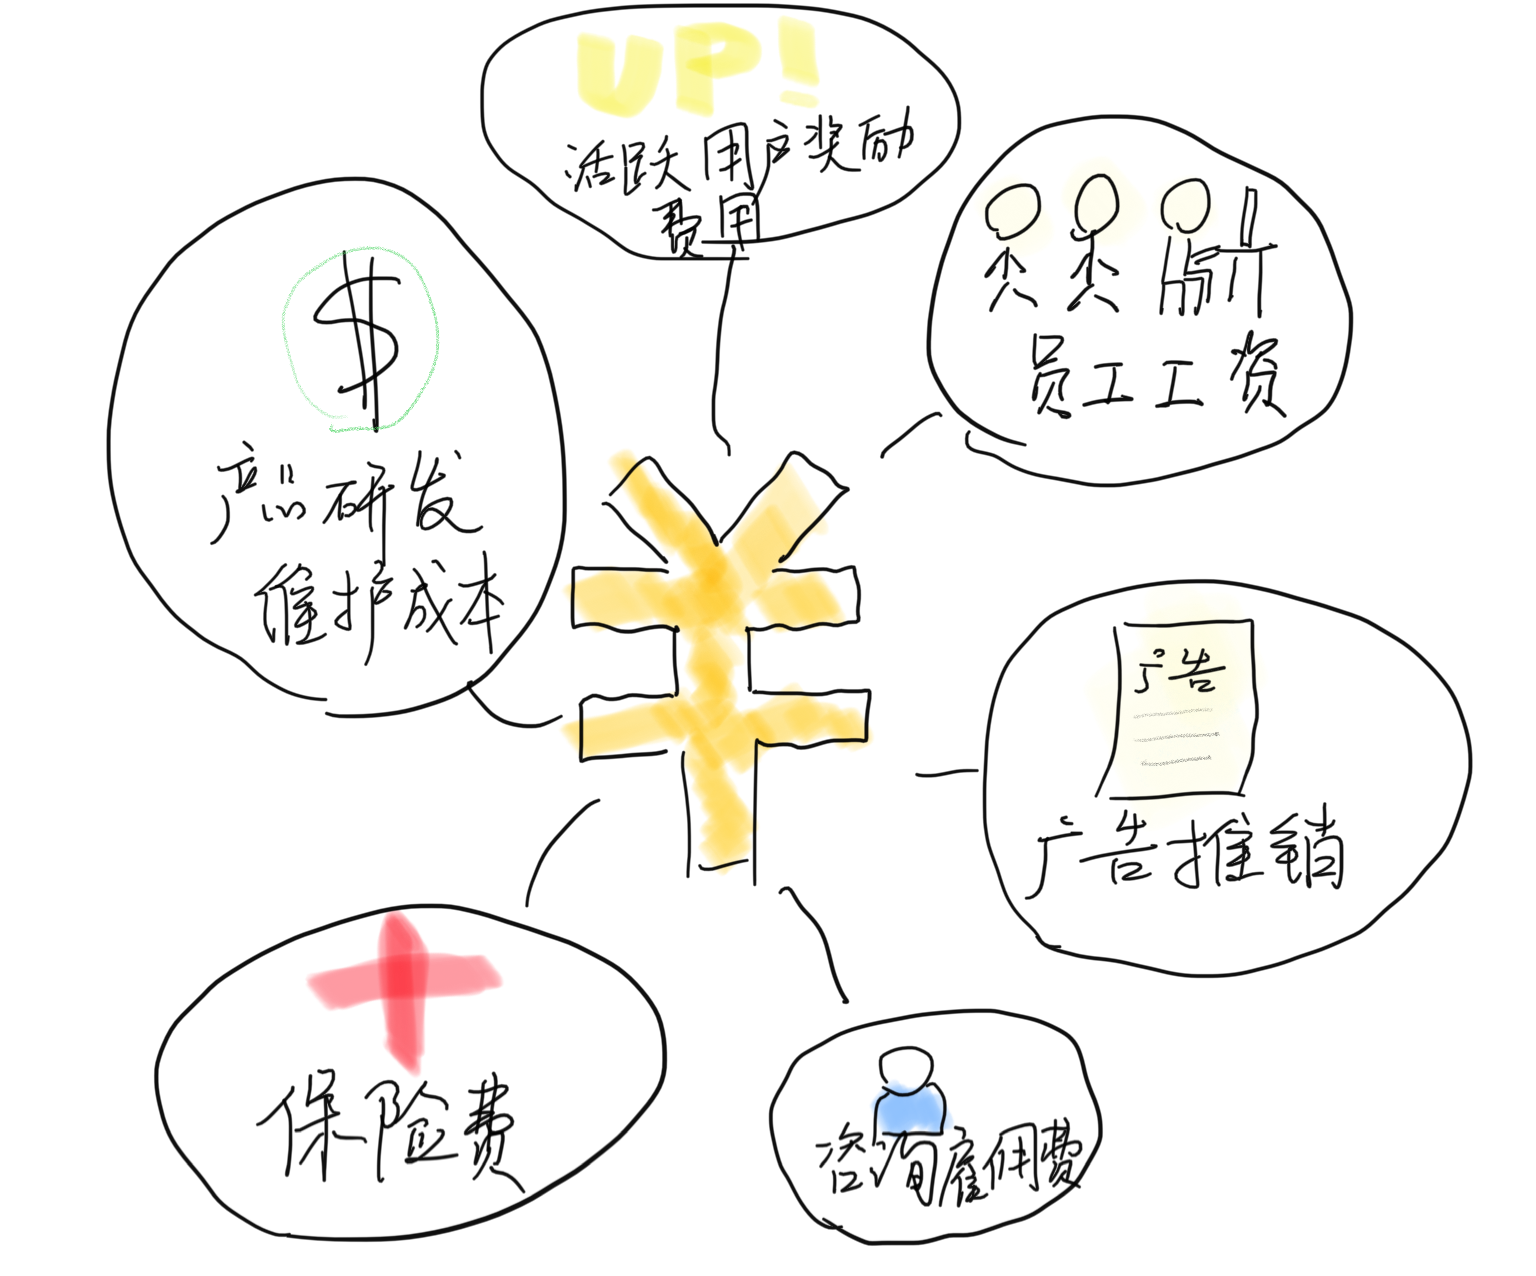 UP!
活跃用户奖励
费用
员工工资
$
产品研发
维护成本
¥
广告
广告推销
保险费
咨询雇佣费